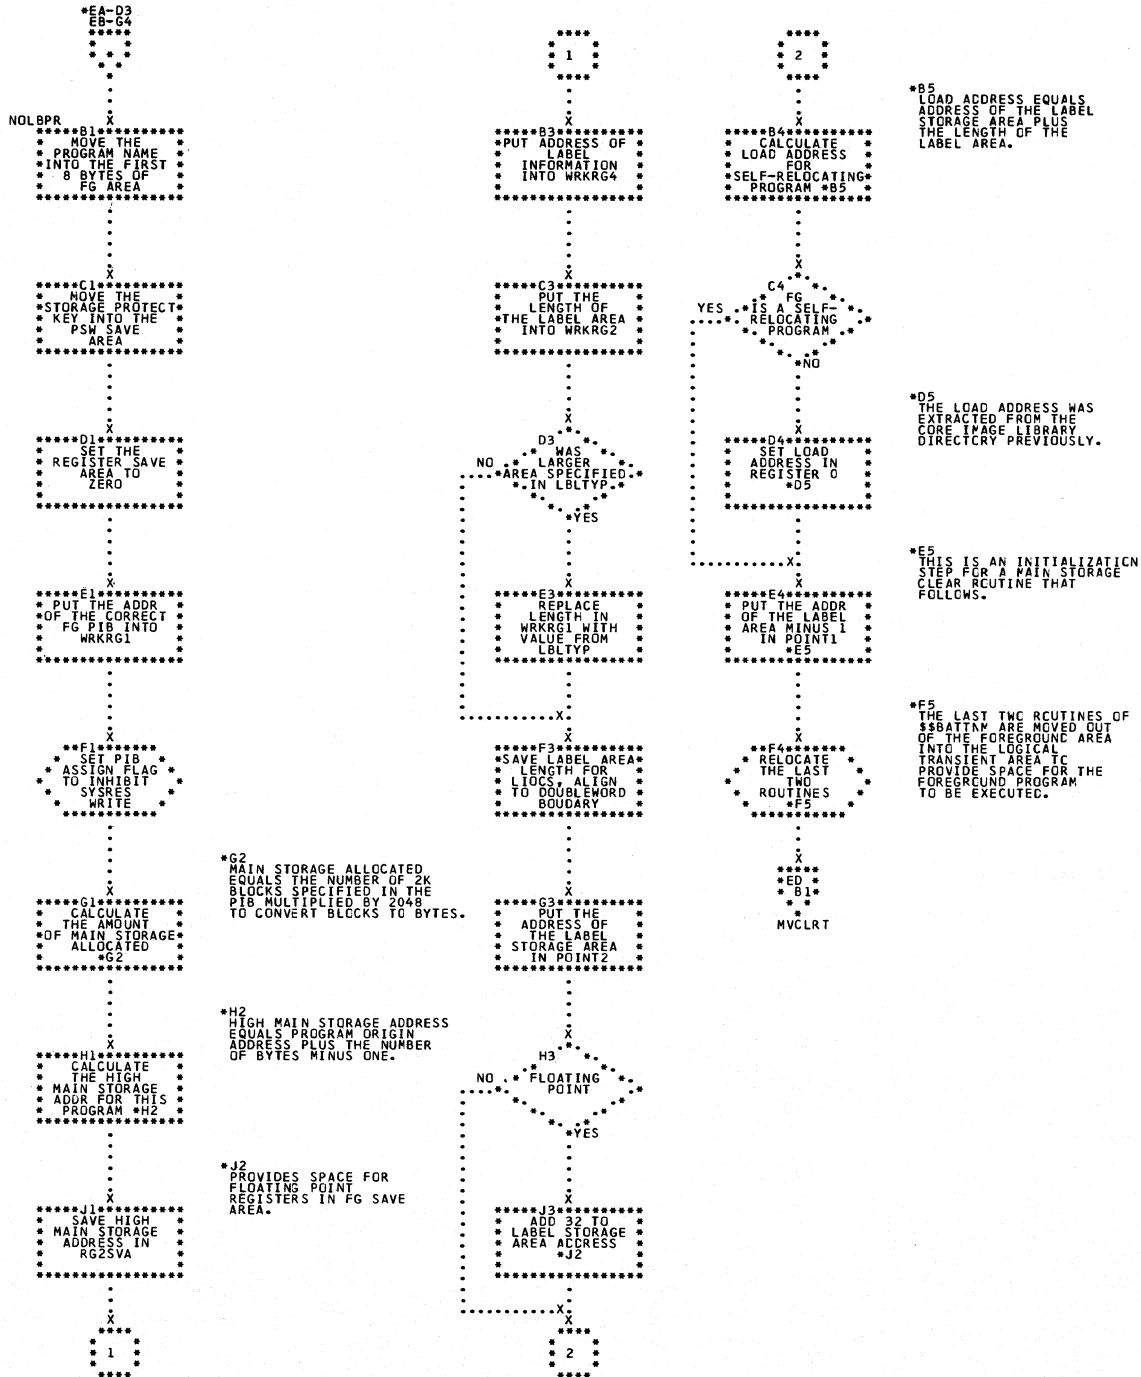 *EA-D3
EB-G4
NOLBPR
B1
MOVE THE
PROGRAM NAME
INTO THE FIRST
8 BYTES OF
FG AREA
C1
MOVE THE
STORAGE PROTECT
KEY INTO THE
PSW SAVE
AREA
D1
SET THE
REGISTER SAVE
AREA TO
ZERO
E1
PUT THE ADDR
OF THE CORRECT
FG PIB INTO
WRKRG1
F1
SET PIB
ASSIGN FLAG
TO INHIBIT
SYSRES
WRITE
G1
CALCULATE
THE AMOUNT
OF MAIN STORAGE
ALLOCATED
*G2
H1
CALCULATE
THE HIGH
MAIN STORAGE
ADDR FOR THIS
PROGRAM *H2
J1
SAVE HIGH
MAIN STORAGE
ADDRESS IN
RG2SVA
1
*G2
MAIN STORAGE ALLOCATED
EQUALS THE NUMBER OF 2K
BLOCKS SPECIFIED IN THE
PIB MULTIPLIED BY 2048
TO CONVERT BLOCKS TO BYTES.
*H2
HIGH MAIN STORAGE ADDRESS
EQUALS PROGRAM ORIGIN
ADDRESS PLUS THE NUMBER
OF BYTES MINUS ONE.
*J2
PROVIDES SPACE FOR
FLOATING POINT
REGISTERS IN FG SAVE
AREA.
1
B3
PUT ADDRESS OF
LABEL
INFORMATION
INTO WRKRG4
C3
PUT THE
LENGTH OF
THE LABEL AREA
INTO WRKRG2
D3
WAS
LARGER
AREA SPECIFIED
IN LBLTYP
NO
YES
E3
REPLACE
LENGTH IN
WRKRG1 WITH
VALUE FROM
LBLTYP
F3
SAVE LABEL AREA
LENGTH FOR
LIOCS, ALIGN
TO DOUBLEWORD
BOUDARY
G3
PUT THE
ADDRESS OF
THE LABEL
STORAGE AREA
IN POINT2
H3
FLOATING
POINT
NO
YES
J3
ADD 32 TO
LABEL STORAGE
AREA ADDRESS
*J2
2
2
B4
CALCULATE
LOAD ADDRESS
FOR
SELF-RELOCATING
PROGRAM *B5
C4
FG
IS A SELF-
RELOCATING
PROGRAM
YES
NO
D4
SET LOAD
ADDRESS IN
REGISTER 0
*D5
E4
PUT THE ADDR
OF THE LABEL
AREA MINUS 1
IN POINT1
*E5
F4
RELOCATE
THE LAST
TWO
ROUTINES
*F5
ED
B1
MVCLRT
*B5
LOAD ADDRESS EQUALS
ADDRESS OF THE LABEL
STORAGE AREA PLUS
THE LENGTH OF THE
LABEL AREA.
*D5
THE LOAD ADDRESS WAS
EXTRACTED FROM THE
CORE IMAGE LIBRARY
DIRECTCRY PREVIOUSLY.
*E5
THIS IS AN INITIALIZATICN
STEP FCR A MAIN STORAGE
CLEAR RCUTINE THAT
FOLLOWS.
*F5
THE LAST TWC RCUTINES OF
$$BATTNM ARE MOVED OUT
OF THE FOREGROUND AREA
INTO THE LOGICAL
TRANSIENT AREA TC
PROVIDE SPACE FOR THE
FOREGRCUND PROGRAM
TO BE EXECUTED.